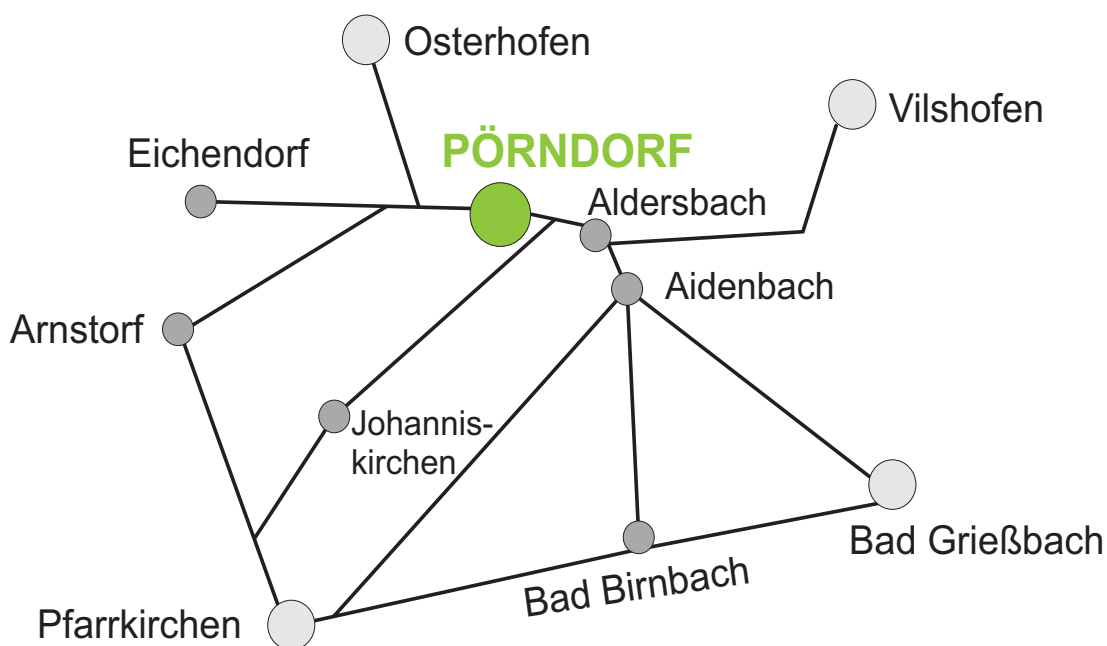 Osterhofen
Vilshofen
Eichendorf
PÖRNDORF
Aldersbach
Aidenbach
Arnstorf
Johannis-
kirchen
Bad Grießbach
Bad Birnbach
Pfarrkirchen